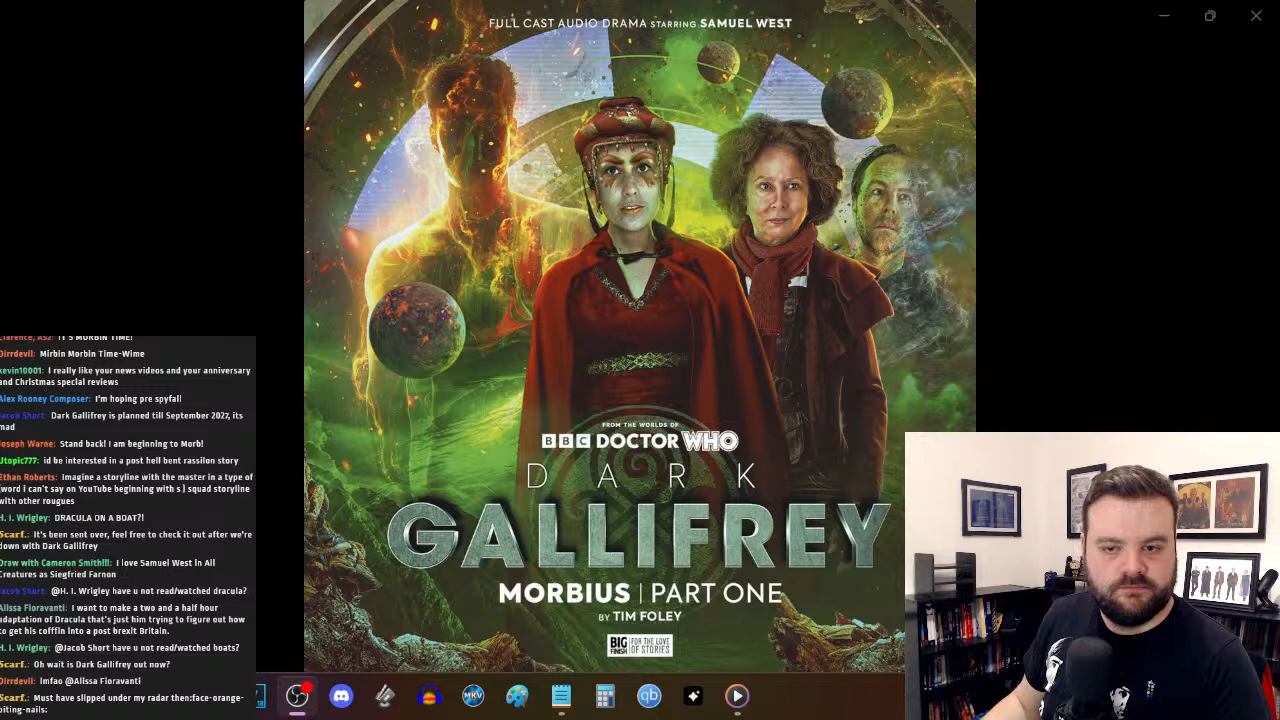 FULL CAST AUDIO DRAMA STARRING SAMUEL WEST
FROM THE WORLDS OF
BBC DOCTOR WHO
DARK
GALLIFREY
MORBIUS | PART ONE
BY TIM FOLEY
BIG FINISH FOR THE LOVE OF STORIES
Clarence, ASZ: IT'S MORBIN TIME!
Dirrdevil: Mirbin Morbin Time-Wime
kevin10001: I really like your news videos and your anniversary
and Christmas special reviews
Alex Rooney Composer: I'm hoping pre spyfall
Jacob Short: Dark Gallifrey is planned till September 2027, its
mad
Joseph Warne: Stand back! I am beginning to Morb!
Utopic777: id be interested in a post hell bent rassilon story
Ethan Roberts: Imagine a storyline with the master in a type of
(word i can't say on YouTube beginning with s ) squad storyline
with other rougues
H. I. Wrigley: DRACULA ON A BOAT?!
Scarf.: It's been sent over, feel free to check it out after we're
down with Dark Gallifrey
Draw with Cameron Smith!!!: I love Samuel West in All
Creatures as Siegfried Farnon
Jacob Short: @H. I. Wrigley have u not read/watched dracula?
Alissa Fioravanti: I want to make a two and a half hour
adaptation of Dracula that's just him trying to figure out how
to get his cofffin into a post brexit Britain.
H. I. Wrigley: @Jacob Short have u not read/watched boats?
Scarf.: Oh wait is Dark Gallifrey out now?
Dirrdevil: lmfao @Alissa Fioravanti
Scarf.: Must have slipped under my radar then:face-orange-
biting-nails:
MKV
qb